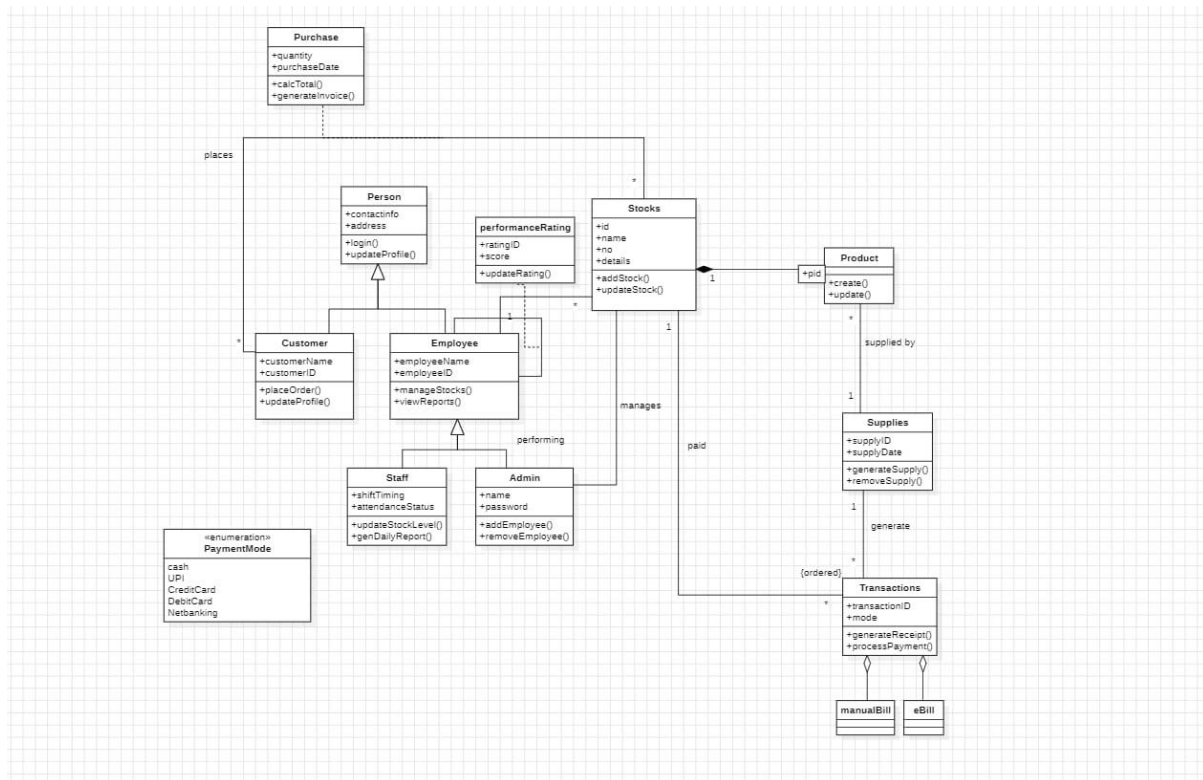 Purchase
+quantity
+purchaseDate
+calcTotal()
+generateInvoice()
places
*
Person
+contactinfo
+address
+login()
+updateProfile()
performanceRating
+ratingID
+score
+updateRating()
Stocks
+id
+name
+no
+details
+addStock()
+updateStock()
1
+pid
Product
+create()
+update()
*
1
1
*
supplied by
1
*
Customer
+customerName
+customerID
+placeOrder()
+updateProfile()
Employee
+employeeName
+employeeID
+manageStocks()
+viewReports()
manages
paid
performing
Supplies
+supplyID
+supplyDate
+generateSupply()
+removeSupply()
1
generate
*
Staff
+shiftTiming
+attendanceStatus
+updateStockLevel()
+genDailyReport()
Admin
+name
+password
+addEmployee()
+removeEmployee()
«enumeration»
PaymentMode
cash
UPI
CreditCard
DebitCard
Netbanking
{ordered}
*
Transactions
+transactionID
+mode
+generateReceipt()
+processPayment()
manualBill
eBill